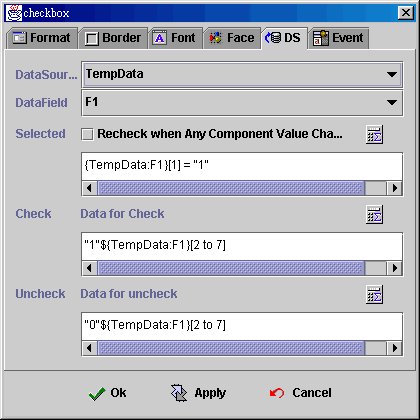 checkbox
Format Border Font Face DS Event
DataSour... TempData
DataField F1
Selected Recheck when Any Component Value Cha...
{TempData:F1}[1] = "1"
Check Data for Check
"1"${TempData:F1}[2 to 7]
Uncheck Data for uncheck
"0"${TempData:F1}[2 to 7]
Ok Apply Cancel